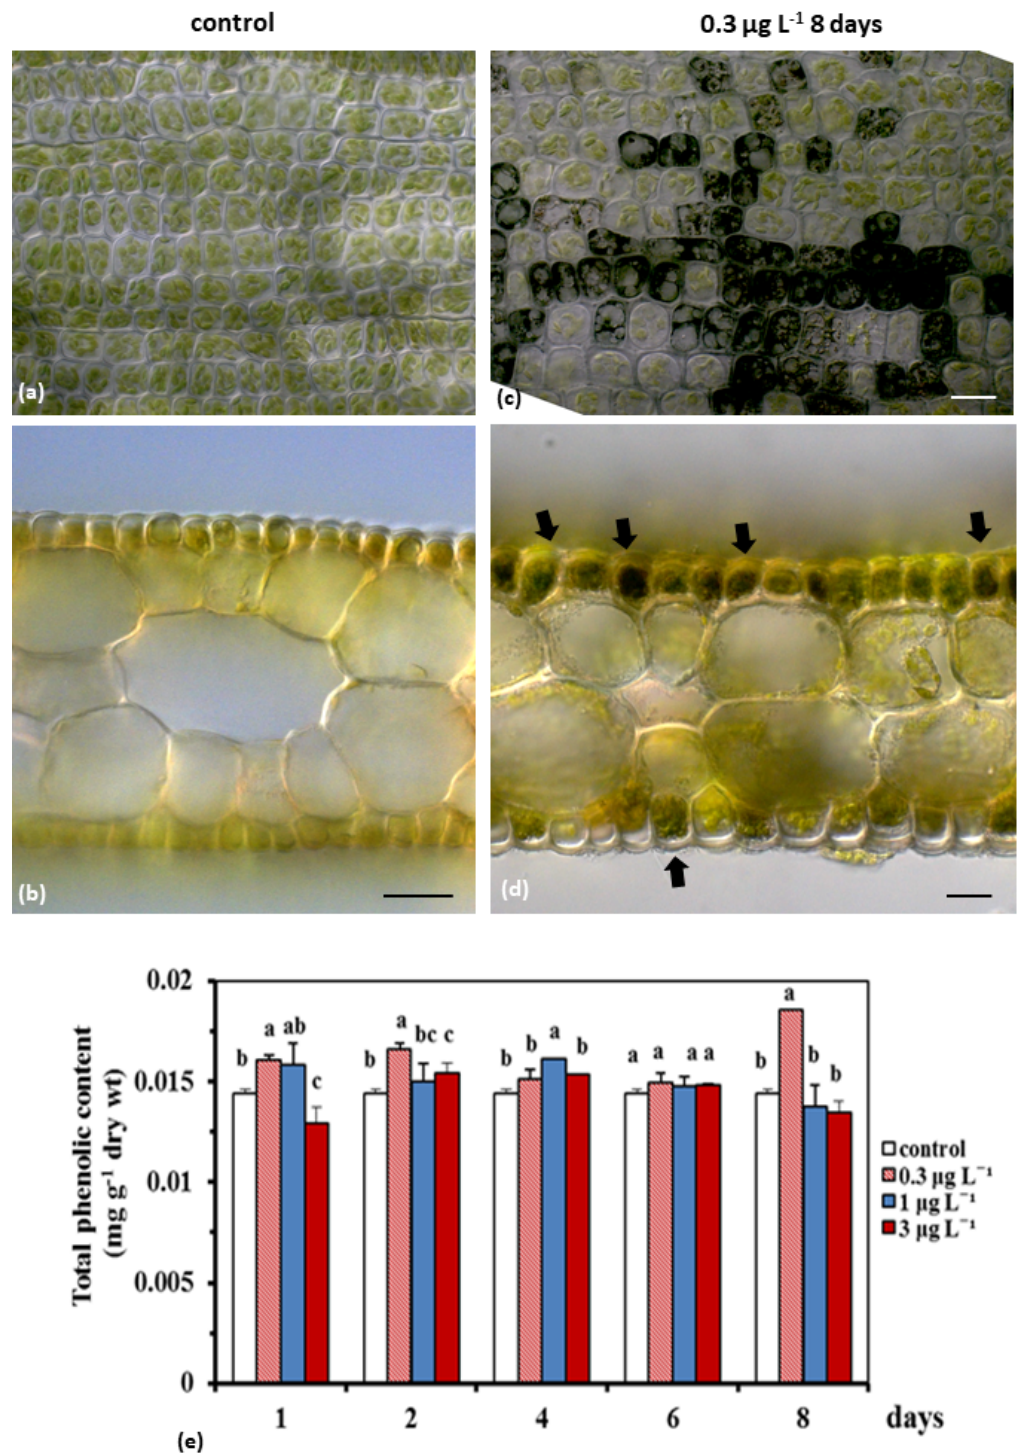 control
0.3 µg L⁻¹ 8 days
(a)
(c)
(b)
(d)
Total phenolic content
(mg g⁻¹ dry wt)
0.02
0.015
0.01
0.005
0
b a ab c
b a bc c
b b a b
a a a a
b a b b
control
0.3 µg L⁻¹
1 µg L⁻¹
3 µg L⁻¹
1 2 4 6 8 days
(e)